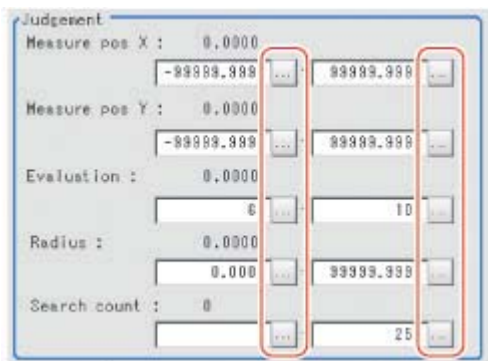 Judgement
Measure pos X : 0.0000
-99999.999 ... - 99999.999 ...
Measure pos Y : 0.0000
-99999.999 ... - 99999.999 ...
Evaluation : 0.0000
6 ... - 10 ...
Radius : 0.0000
0.000 ... - 99999.999 ...
Search count : 0
... - 25 ...